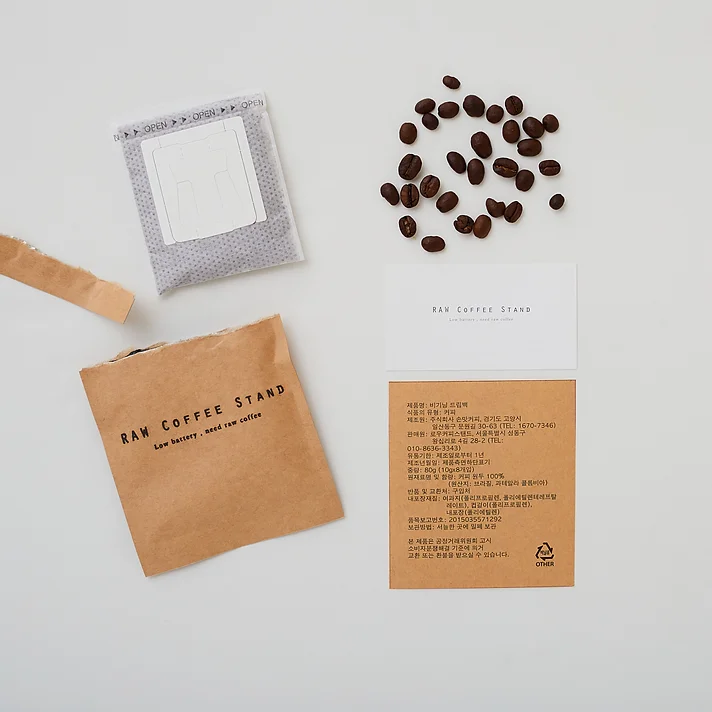 OPEN OPEN OPEN
RAW COFFEE STAND
Low battery , need raw coffee
RAW COFFEE STAND
Low battery , need raw coffee
제품명: 비기닝 드립백
식품의 유형: 커피
제조원: 주식회사 손맛커피, 경기도 고양시
일산동구 문원길 30-63 (TEL: 1670-7346)
판매원: 로우커피스탠드, 서울특별시 성동구
왕십리로 4길 28-2 (TEL:
010-8636-3343)
유통기한: 제조일로부터 1년
제조년월일: 제품측면하단표기
중량: 80g (10gx8개입)
원재료명 및 함량: 커피 원두 100%
(원산지: 브라질, 과테말라 콜롬비아)
반품 및 교환처: 구입처
내포장재질: 여과지(폴리프로필렌, 폴리에틸렌테레프탈
레이트), 컵걸이(폴리프로필렌),
내포장(폴리에틸렌)
품목보고번호: 2015035571292
보관방법: 서늘한 곳에 밀폐 보관
본 제품은 공정거래위원회 고시
소비자분쟁해결 기준에 의거
교환 또는 환불을 받으실 수 있습니다.
OTHER